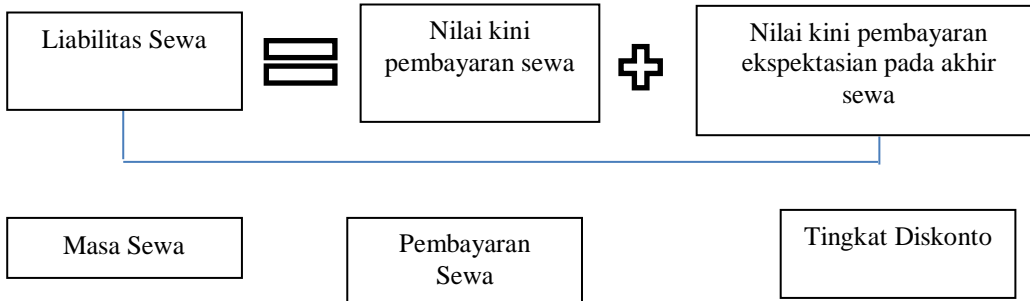 Liabilitas Sewa
Nilai kini
pembayaran sewa
Nilai kini pembayaran
ekspektasian pada akhir
sewa
Masa Sewa
Pembayaran
Sewa
Tingkat Diskonto